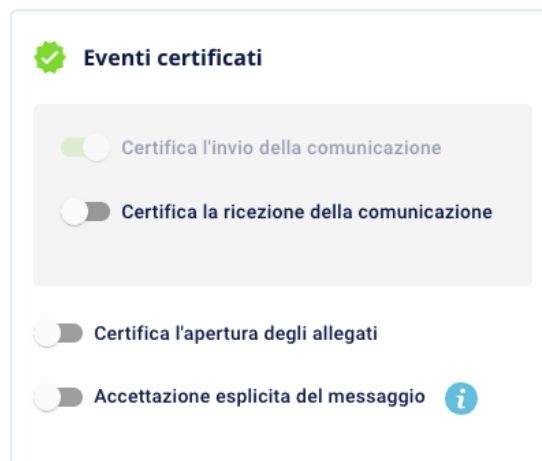 Eventi certificati
Certifica l'invio della comunicazione
Certifica la ricezione della comunicazione
Certifica l'apertura degli allegati
Accettazione esplicita del messaggio i